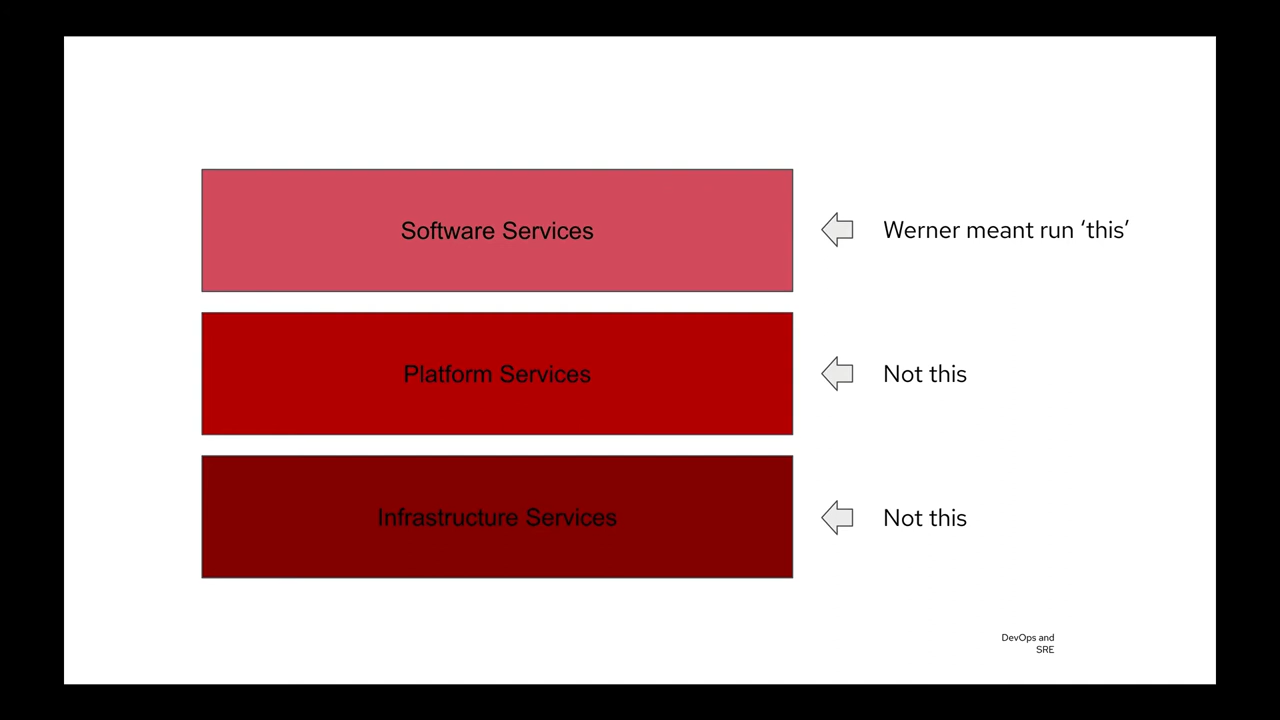 Software Services
Werner meant run ‘this’
Platform Services
Not this
Infrastructure Services
Not this
DevOps and
SRE